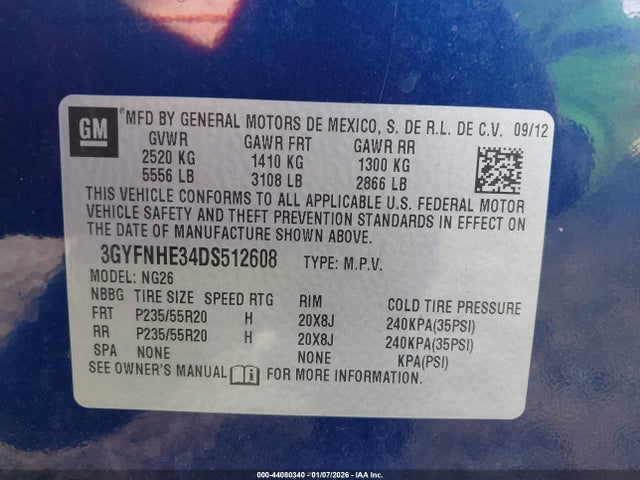 GM
MFD BY GENERAL MOTORS DE MEXICO, S. DE R.L. DE C.V. 09/12
GVWR GAWR FRT GAWR RR
2520 KG 1410 KG 1300 KG
5556 LB 3108 LB 2866 LB
THIS VEHICLE CONFORMS TO ALL APPLICABLE U.S. FEDERAL MOTOR
VEHICLE SAFETY AND THEFT PREVENTION STANDARDS IN EFFECT ON
THE DATE OF MANUFACTURE SHOWN ABOVE.
3GYFNHE34DS512608 TYPE: M.P.V.
MODEL: NG26
NBBG TIRE SIZE SPEED RTG RIM COLD TIRE PRESSURE
FRT P235/55R20 H 20X8J 240KPA(35PSI)
RR P235/55R20 H 20X8J 240KPA(35PSI)
SPA NONE NONE KPA(PSI)
SEE OWNER'S MANUAL FOR MORE INFORMATION.
000-44080340 - 01/07/2026 - IAA Inc.